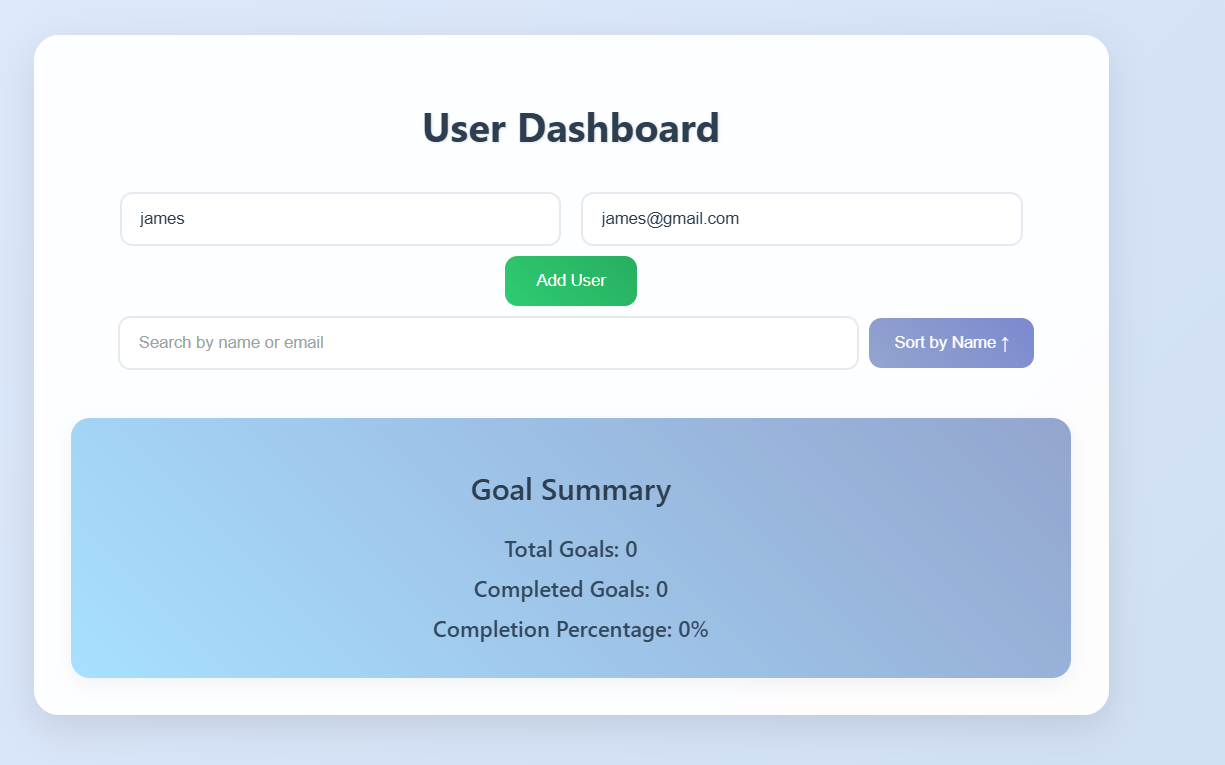 User Dashboard
james
james@gmail.com
Add User
Search by name or email
Sort by Name ↑
Goal Summary
Total Goals: 0
Completed Goals: 0
Completion Percentage: 0%